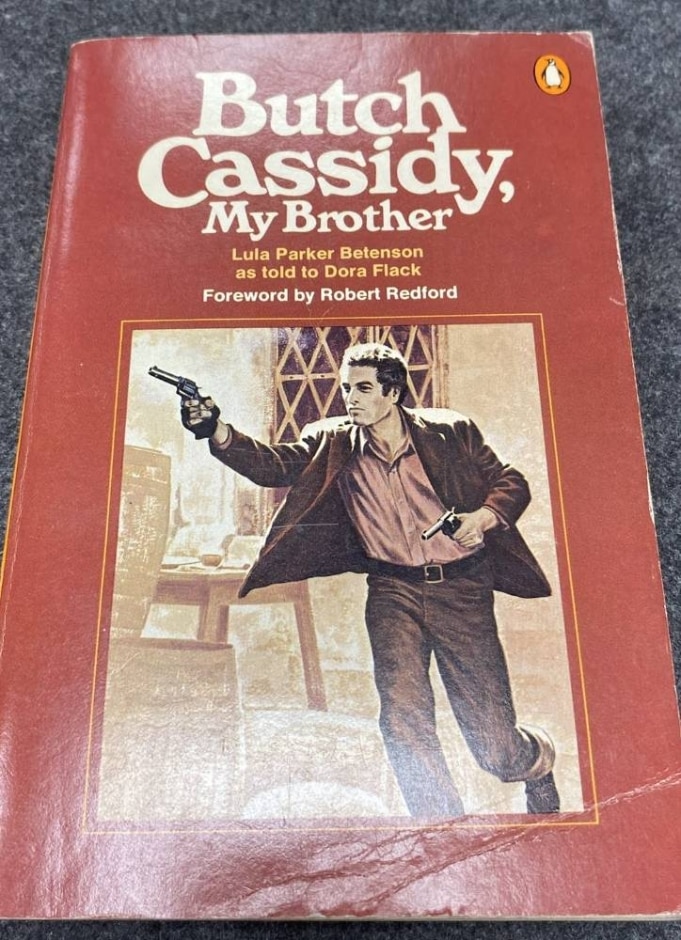 Butch
Cassidy,
My Brother
Lula Parker Betenson
as told to Dora Flack
Foreword by Robert Redford